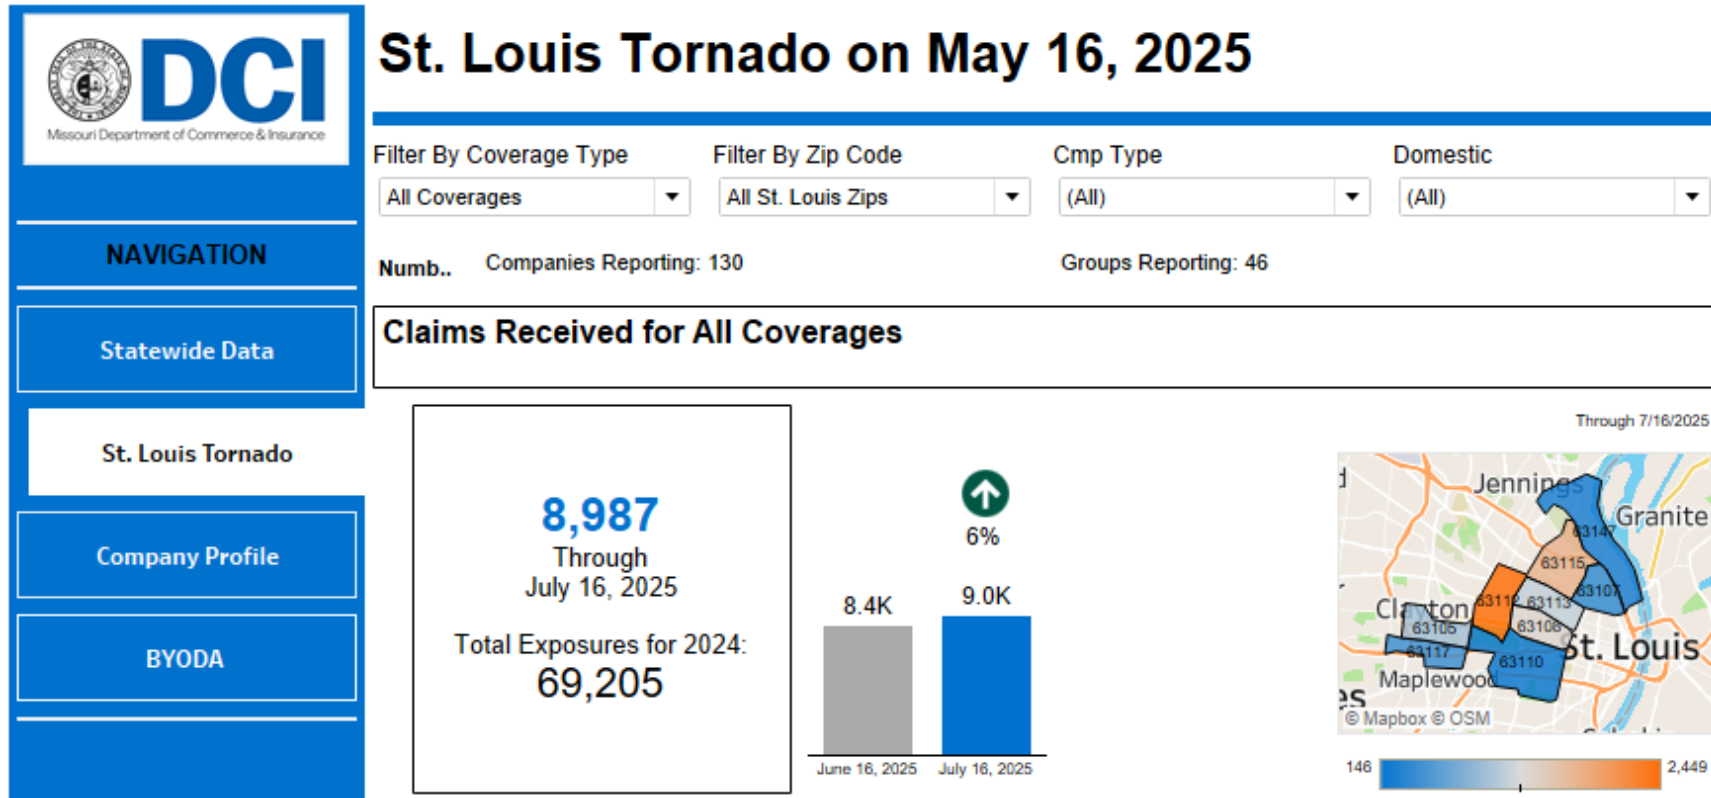 DCI
Missouri Department of Commerce & Insurance
St. Louis Tornado on May 16, 2025
Filter By Coverage Type
Filter By Zip Code
Cmp Type
Domestic
All Coverages
All St. Louis Zips
(All)
(All)
NAVIGATION
Numb..
Companies Reporting: 130
Groups Reporting: 46
Statewide Data
St. Louis Tornado
Company Profile
BYODA
Claims Received for All Coverages
8,987
Through
July 16, 2025
Total Exposures for 2024:
69,205
6%
8.4K
9.0K
June 16, 2025
July 16, 2025
Through 7/16/2025
Jennings
Granite
63147
63115
63107
63112
63113
Clayton
63105
63108
St. Louis
63117
63110
Maplewood
es
© Mapbox © OSM
146
2,449